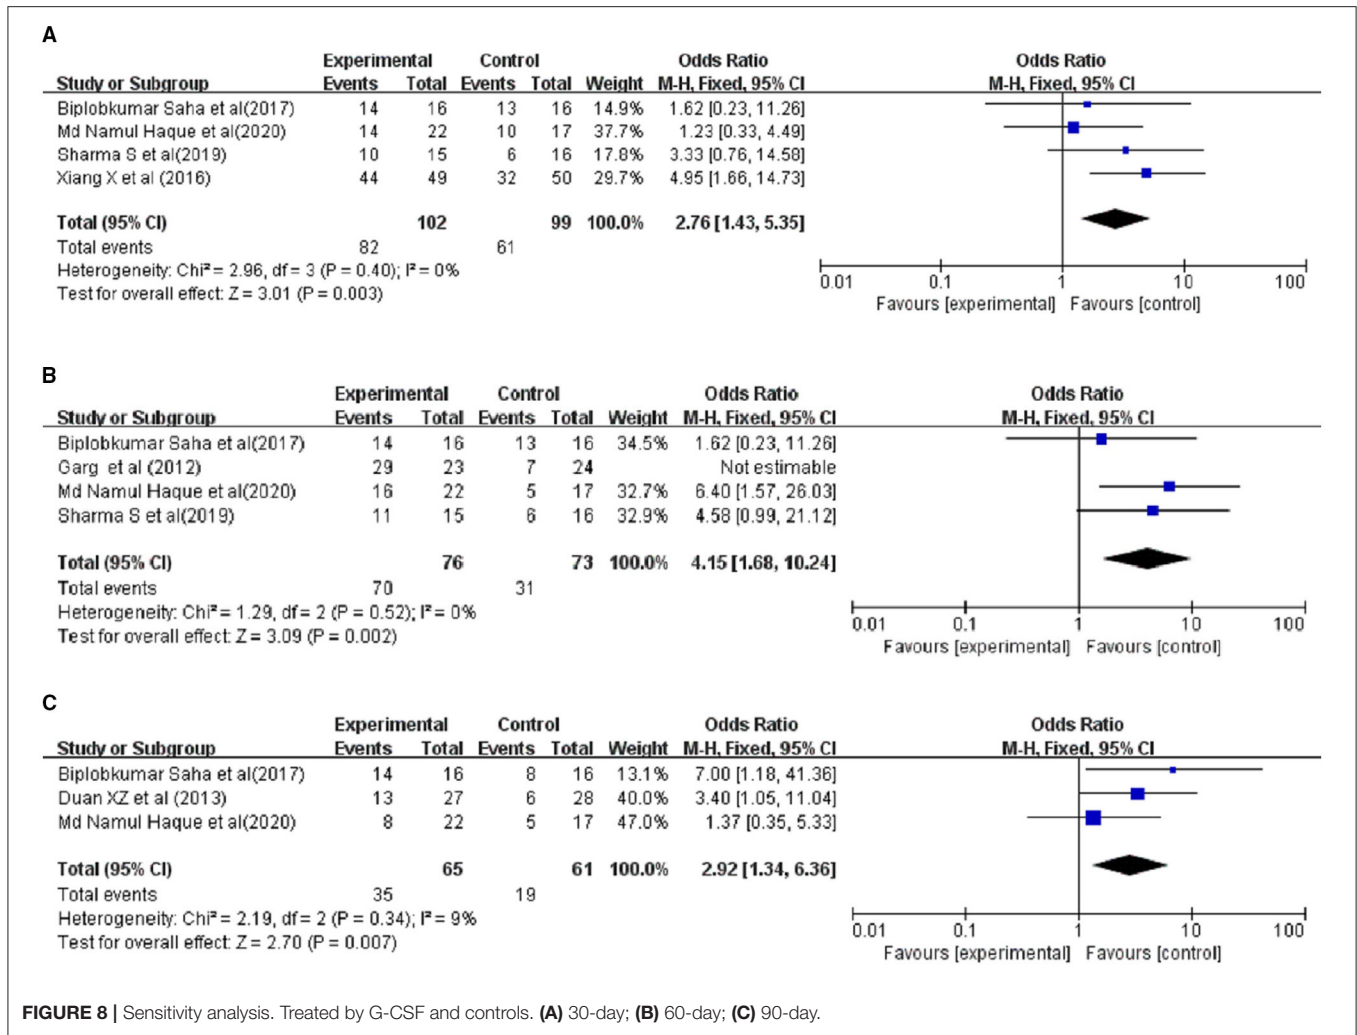 A
Experimental Control Odds Ratio Odds Ratio
Study or Subgroup Events Total Events Total Weight M-H, Fixed, 95% CI M-H, Fixed, 95% CI
Biplobkumar Saha et al(2017) 14 16 13 16 14.9% 1.62 [0.23, 11.26]
Md Namul Haque et al(2020) 14 22 10 17 37.7% 1.23 [0.33, 4.49]
Sharma S et al(2019) 10 15 6 16 17.8% 3.33 [0.76, 14.58]
Xiang X et al (2016) 44 49 32 50 29.7% 4.95 [1.66, 14.73]
Total (95% CI) 102 99 100.0% 2.76 [1.43, 5.35]
Total events 82 61
Heterogeneity: Chi² = 2.96, df = 3 (P = 0.40); I² = 0%
Test for overall effect: Z = 3.01 (P = 0.003)
0.01 0.1 1 10 100
Favours [experimental] Favours [control]
B
Experimental Control Odds Ratio Odds Ratio
Study or Subgroup Events Total Events Total Weight M-H, Fixed, 95% CI M-H, Fixed, 95% CI
Biplobkumar Saha et al(2017) 14 16 13 16 34.5% 1.62 [0.23, 11.26]
Garg et al (2012) 29 23 7 24 Not estimable
Md Namul Haque et al(2020) 16 22 5 17 32.7% 6.40 [1.57, 26.03]
Sharma S et al(2019) 11 15 6 16 32.9% 4.58 [0.99, 21.12]
Total (95% CI) 76 73 100.0% 4.15 [1.68, 10.24]
Total events 70 31
Heterogeneity: Chi² = 1.29, df = 2 (P = 0.52); I² = 0%
Test for overall effect: Z = 3.09 (P = 0.002)
0.01 0.1 1 10 100
Favours [experimental] Favours [control]
C
Experimental Control Odds Ratio Odds Ratio
Study or Subgroup Events Total Events Total Weight M-H, Fixed, 95% CI M-H, Fixed, 95% CI
Biplobkumar Saha et al(2017) 14 16 8 16 13.1% 7.00 [1.18, 41.36]
Duan XZ et al (2013) 13 27 6 28 40.0% 3.40 [1.05, 11.04]
Md Namul Haque et al(2020) 8 22 5 17 47.0% 1.37 [0.35, 5.33]
Total (95% CI) 65 61 100.0% 2.92 [1.34, 6.36]
Total events 35 19
Heterogeneity: Chi² = 2.19, df = 2 (P = 0.34); I² = 9%
Test for overall effect: Z = 2.70 (P = 0.007)
0.01 0.1 1 10 100
Favours [experimental] Favours [control]
FIGURE 8 | Sensitivity analysis. Treated by G-CSF and controls. (A) 30-day; (B) 60-day; (C) 90-day.